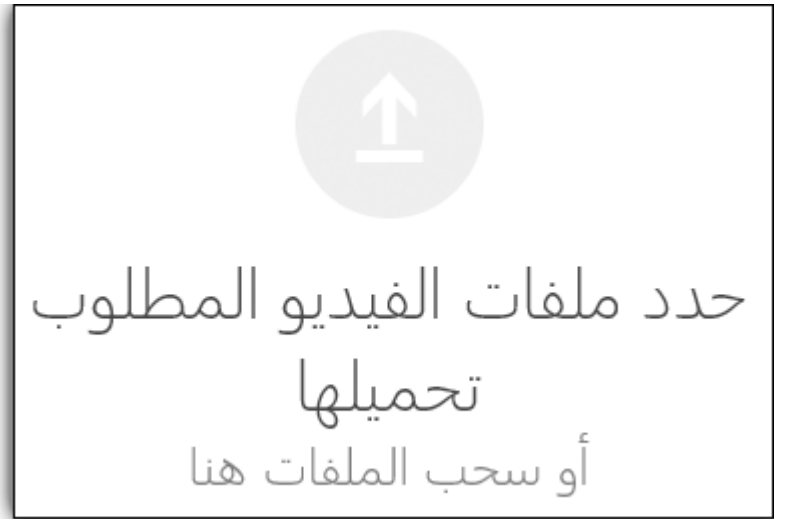 حدد ملفات الفيديو المطلوب
تحميلها
أو سحب الملفات هنا